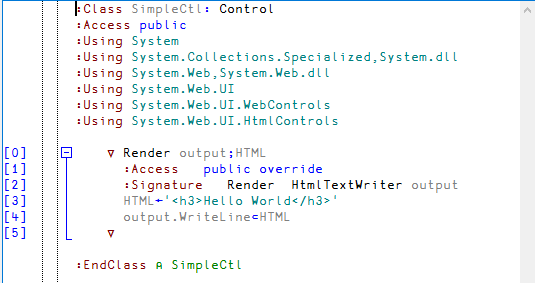 :Class SimpleCtl: Control
:Access public
:Using System
:Using System.Collections.Specialized,System.dll
:Using System.Web,System.Web.dll
:Using System.Web.UI
:Using System.Web.UI.WebControls
:Using System.Web.UI.HtmlControls
[0] ∇ Render output;HTML
[1] :Access public override
[2] :Signature Render HtmlTextWriter output
[3] HTML←'<h3>Hello World</h3>'
[4] output.WriteLine⊂HTML
[5] ∇
:EndClass ⍝ SimpleCtl